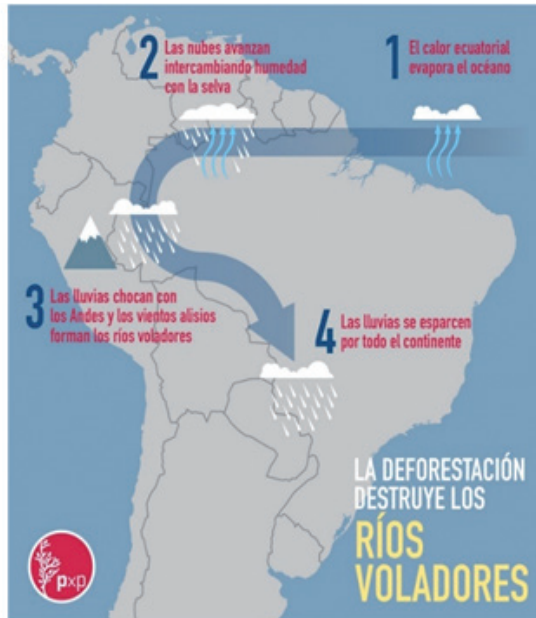 1 El calor ecuatorial
evapora el océano
2 Las nubes avanzan
intercambiando humedad
con la selva
3 Las lluvias chocan con
los Andes y los vientos alisios
forman los ríos voladores
4 Las lluvias se esparcen
por todo el continente
LA DEFORESTACIÓN
DESTRUYE LOS
RÍOS
VOLADORES
pxp